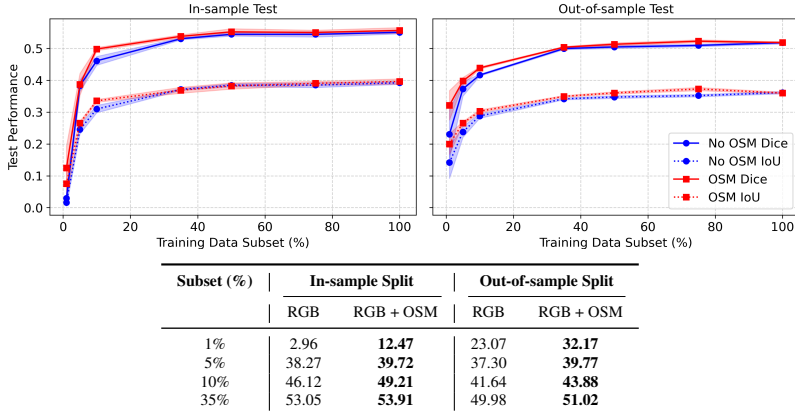 In-sample Test
Out-of-sample Test
Test Performance
0.5
0.4
0.3
0.2
0.1
0.0
0 20 40 60 80 100
0 20 40 60 80 100
Training Data Subset (%)
Training Data Subset (%)
No OSM Dice
No OSM IoU
OSM Dice
OSM IoU
Subset (%) In-sample Split Out-of-sample Split
RGB RGB + OSM RGB RGB + OSM
1% 2.96 12.47 23.07 32.17
5% 38.27 39.72 37.30 39.77
10% 46.12 49.21 41.64 43.88
35% 53.05 53.91 49.98 51.02